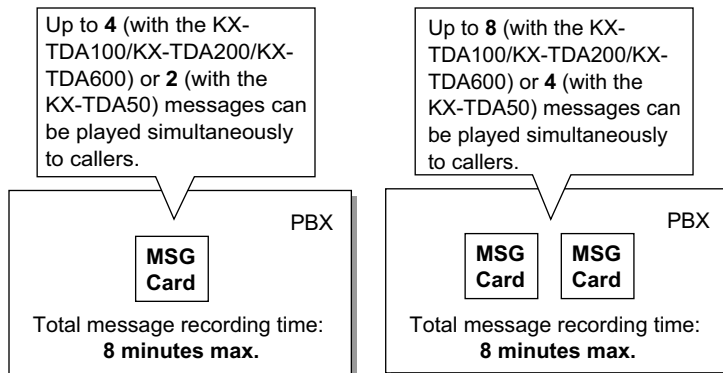 Up to 4 (with the KX-
TDA100/KX-TDA200/KX-
TDA600) or 2 (with the
KX-TDA50) messages can
be played simultaneously
to callers.
PBX
MSG
Card
Total message recording time:
8 minutes max.
Up to 8 (with the KX-
TDA100/KX-TDA200/KX-
TDA600) or 4 (with the
KX-TDA50) messages can
be played simultaneously
to callers.
PBX
MSG
Card
MSG
Card
Total message recording time:
8 minutes max.